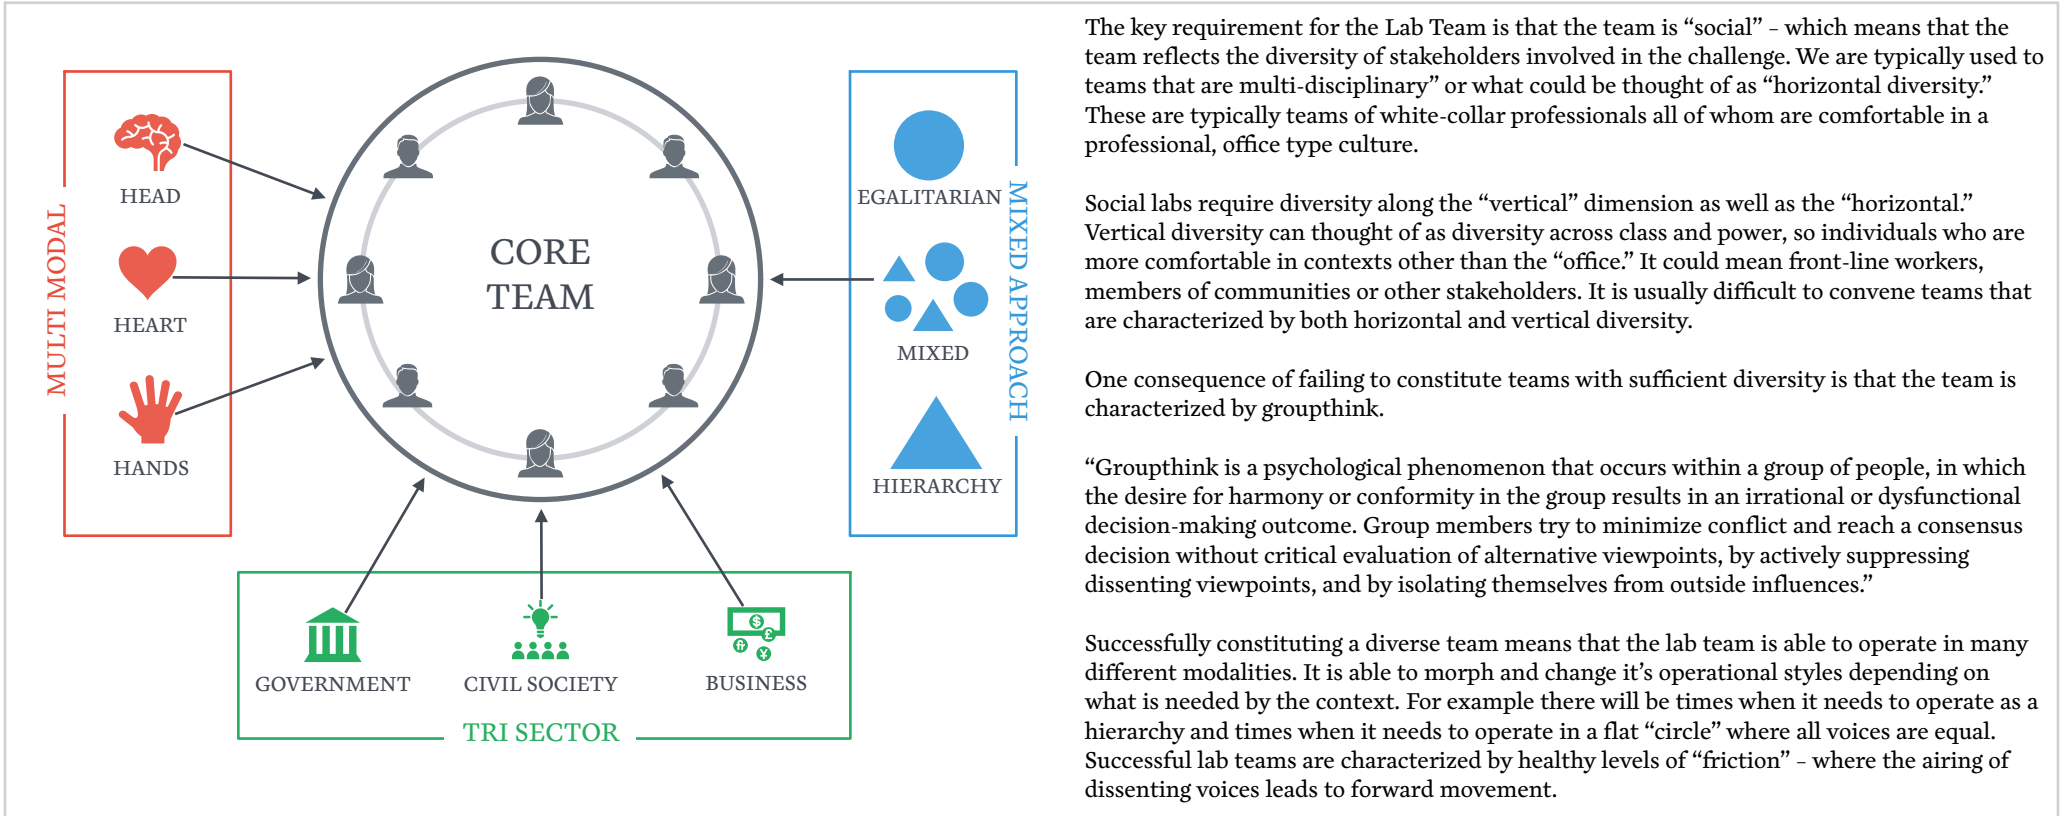 MULTI MODAL
HEAD
HEART
HANDS
CORE
TEAM
EGALITARIAN
MIXED
HIERARCHY
MIXED APPROACH
GOVERNMENT
CIVIL SOCIETY
BUSINESS
TRI SECTOR
The key requirement for the Lab Team is that the team is “social” – which means that the
team reflects the diversity of stakeholders involved in the challenge. We are typically used to
teams that are multi-disciplinary” or what could be thought of as “horizontal diversity.”
These are typically teams of white-collar professionals all of whom are comfortable in a
professional, office type culture.
Social labs require diversity along the “vertical” dimension as well as the “horizontal.”
Vertical diversity can thought of as diversity across class and power, so individuals who are
more comfortable in contexts other than the “office.” It could mean front-line workers,
members of communities or other stakeholders. It is usually difficult to convene teams that
are characterized by both horizontal and vertical diversity.
One consequence of failing to constitute teams with sufficient diversity is that the team is
characterized by groupthink.
“Groupthink is a psychological phenomenon that occurs within a group of people, in which
the desire for harmony or conformity in the group results in an irrational or dysfunctional
decision-making outcome. Group members try to minimize conflict and reach a consensus
decision without critical evaluation of alternative viewpoints, by actively suppressing
dissenting viewpoints, and by isolating themselves from outside influences.”
Successfully constituting a diverse team means that the lab team is able to operate in many
different modalities. It is able to morph and change it’s operational styles depending on
what is needed by the context. For example there will be times when it needs to operate as a
hierarchy and times when it needs to operate in a flat “circle” where all voices are equal.
Successful lab teams are characterized by healthy levels of “friction” – where the airing of
dissenting voices leads to forward movement.